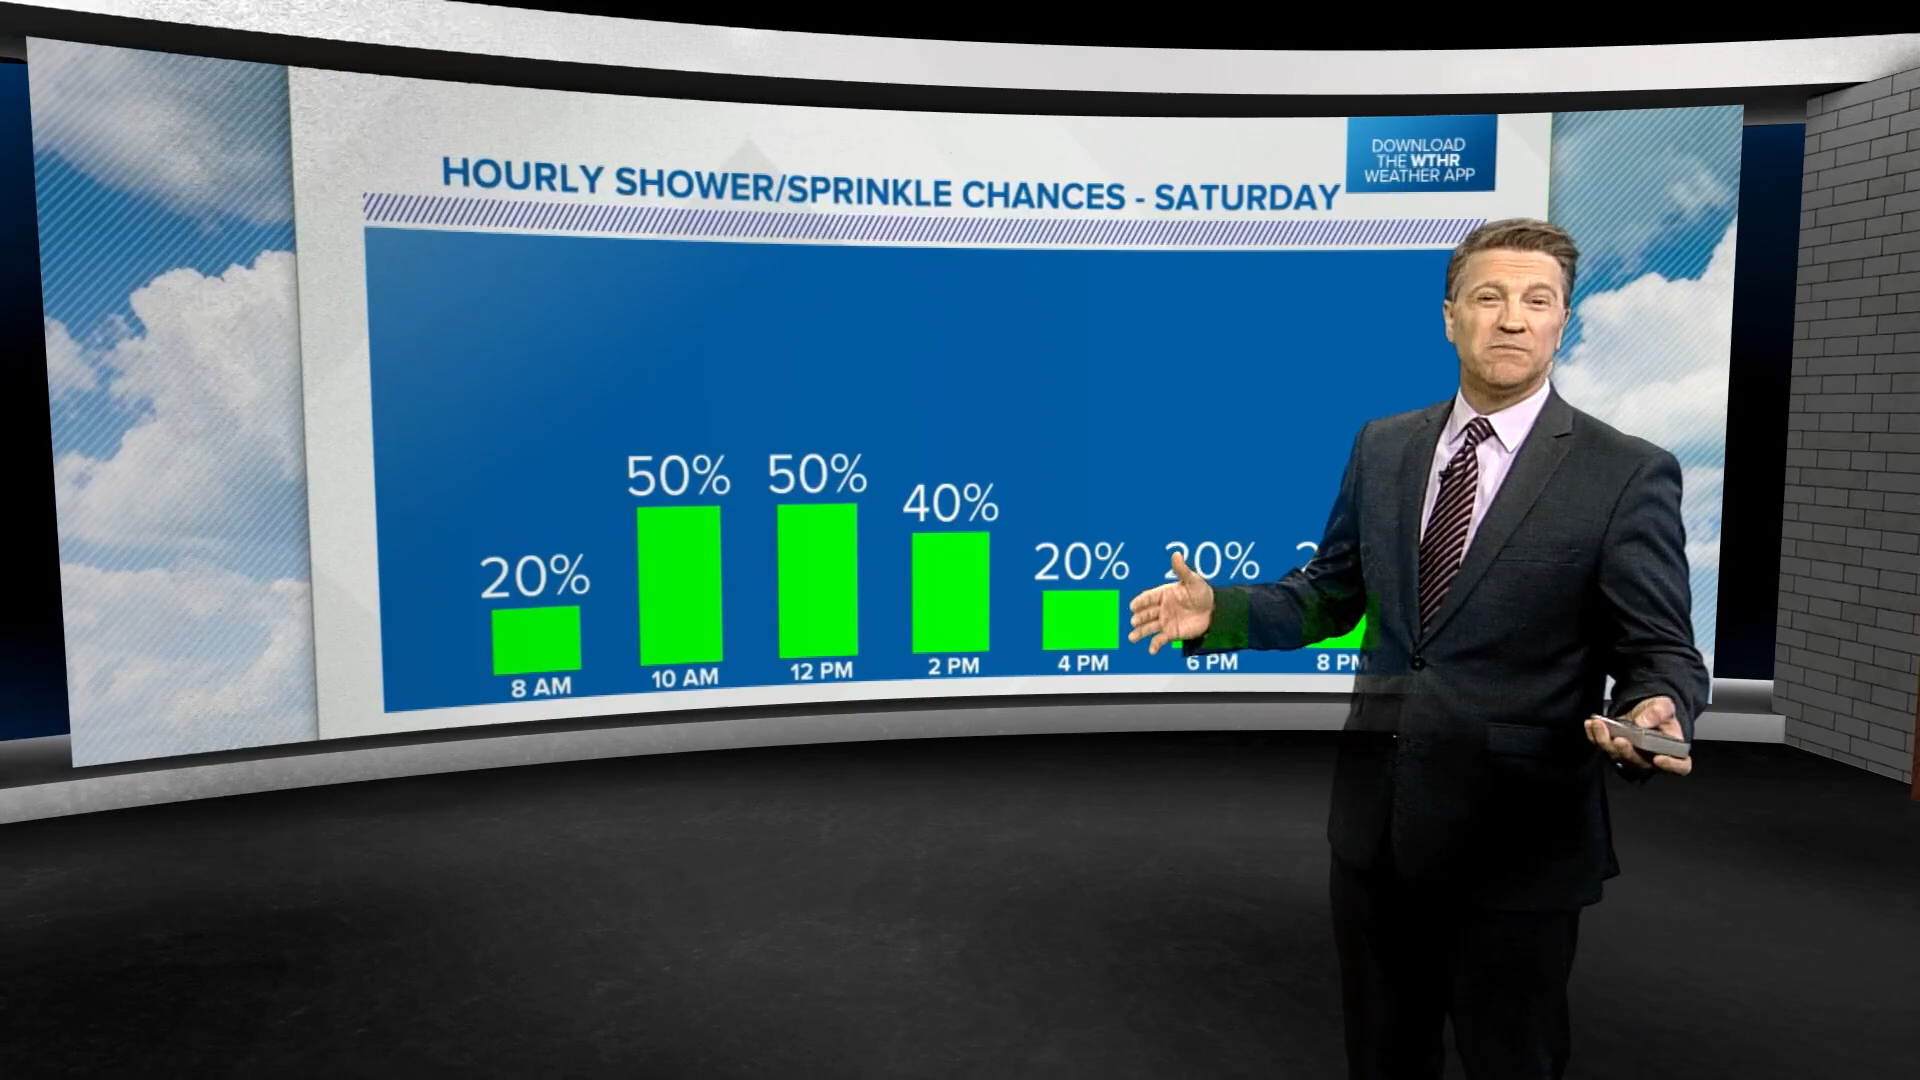 DOWNLOAD
THE WTHR
WEATHER APP
HOURLY SHOWER/SPRINKLE CHANCES - SATURDAY
20% 50% 50% 40% 20% 20%
8 AM 10 AM 12 PM 2 PM 4 PM 6 PM 8 PM